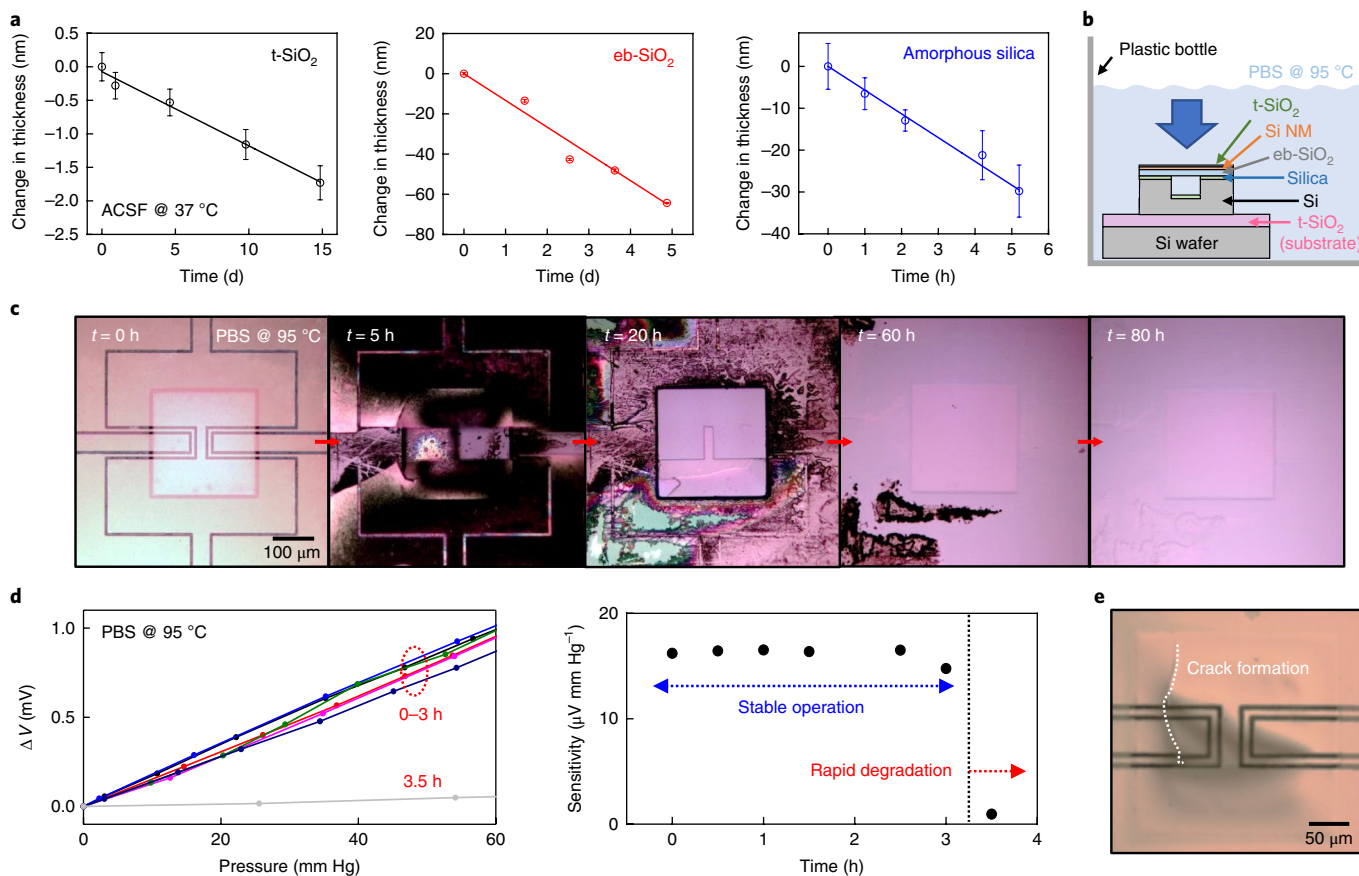 a
Change in thickness (nm)
0.5
0.0
−0.5
−1.0
−1.5
−2.0
−2.5
t-SiO₂
ACSF @ 37 °C
0
5
10
15
Time (d)
Change in thickness (nm)
20
0
−20
−40
−60
−80
eb-SiO₂
0
1
2
3
4
5
Time (d)
Change in thickness (nm)
10
0
−10
−20
−30
−40
Amorphous silica
0
1
2
3
4
5
6
Time (h)
b
Plastic bottle
PBS @ 95 °C
t-SiO₂
Si NM
eb-SiO₂
Silica
Si
t-SiO₂
(substrate)
Si wafer
c
t = 0 h
PBS @ 95 °C
100 μm
t = 5 h
t = 20 h
t = 60 h
t = 80 h
d
PBS @ 95 °C
Δ V (mV)
1.0
0.5
0.0
0–3 h
3.5 h
0
20
40
60
Pressure (mm Hg)
Sensitivity (μV mm Hg⁻¹)
20
10
0
Stable operation
Rapid degradation
0
1
2
3
4
Time (h)
e
Crack formation
50 μm